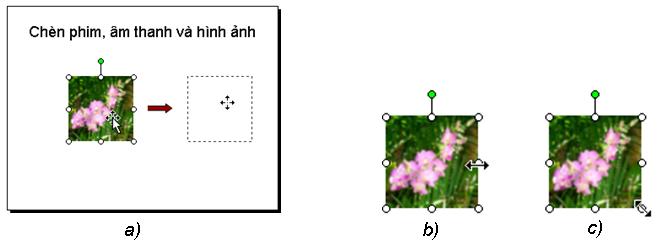 Chèn phim, âm thanh và hình ảnh
a)
b)
c)